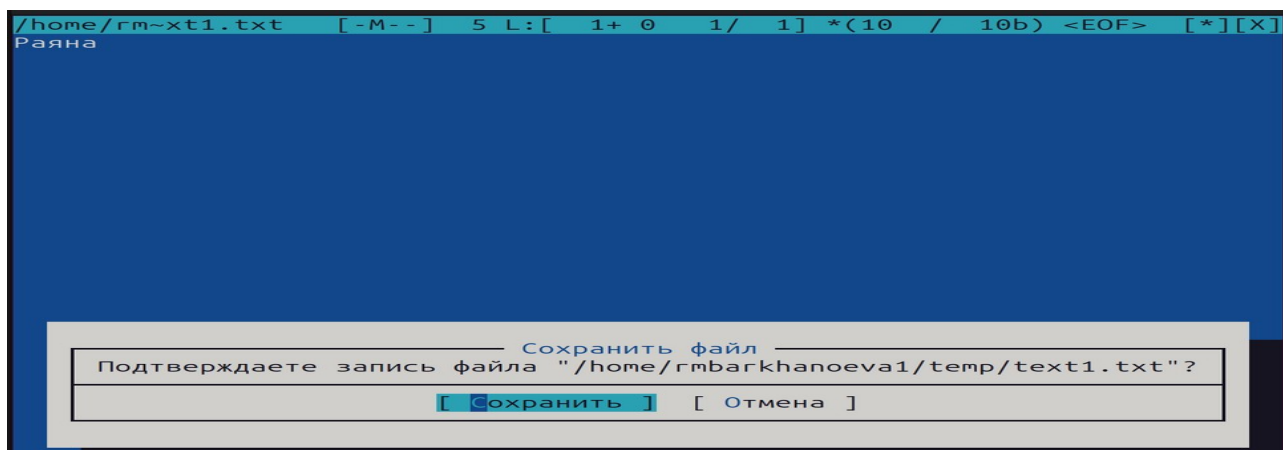 /home/rm~xt1.txt [-M--] 5 L:[ 1+ 0 1/ 1] *(10 / 10b) <EOF> [*][X]
Раяна
Сохранить файл
Подтверждаете запись файла "/home/rmbarkhanoeva1/temp/text1.txt"?
[ Сохранить ] [ Отмена ]